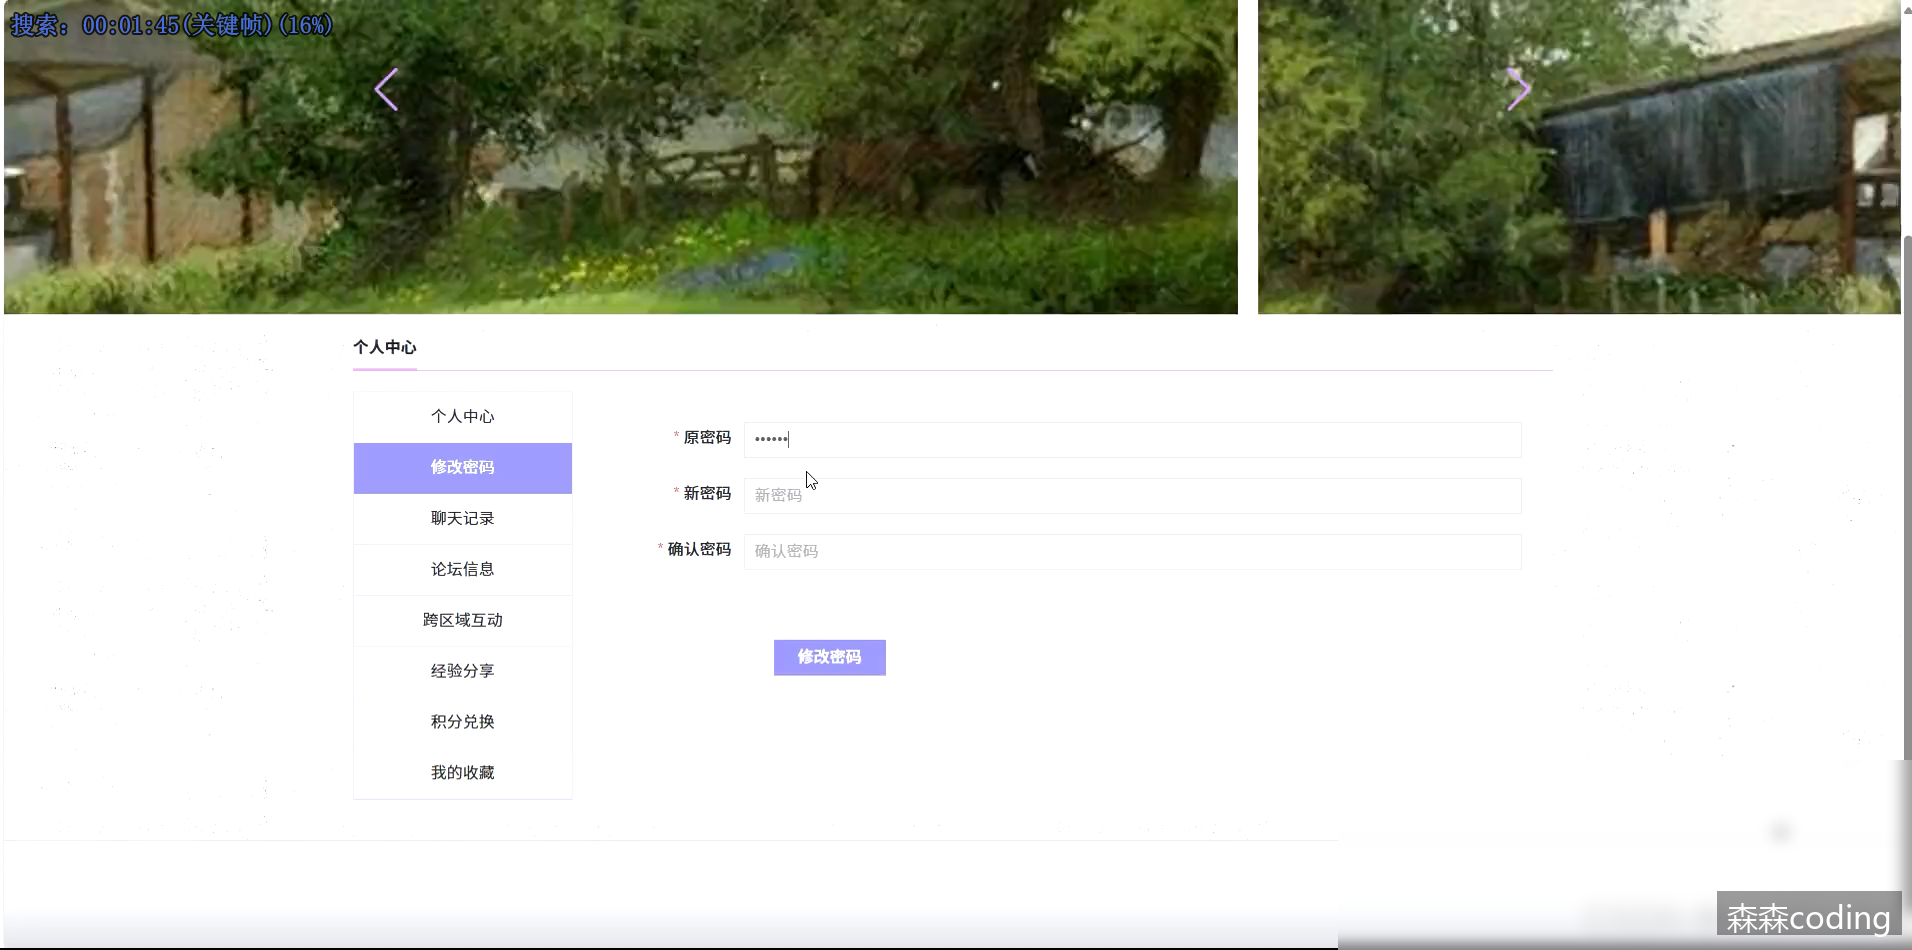 搜索: 00:01:45(关键帧)(16%)
个人中心
个人中心
修改密码
聊天记录
论坛信息
跨区域互动
经验分享
积分兑换
我的收藏
* 原密码 ••••••
* 新密码 新密码
* 确认密码 确认密码
修改密码
森森coding